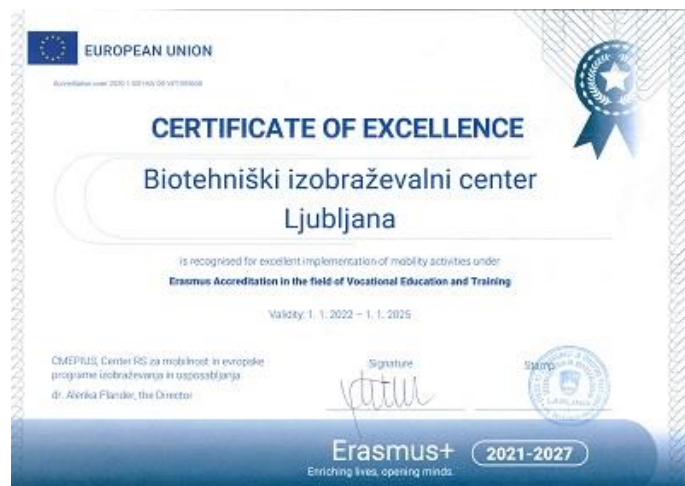 EUROPEAN UNION
CERTIFICATE OF EXCELLENCE
Biotehniški izobraževalni center
Ljubljana
is recognised for excellent implementation of mobility activities under
Erasmus Accreditation in the field of Vocational Education and Training
Validity: 1. 1. 2022 – 1. 1. 2025
CMEPIUS, Center RS za mobilnost in evropske
programe izobraževanja in usposabljanja
dr. Alenka Flander, the Director
Signature
Stamp
LJUBLJANA
Erasmus+
2021-2027
Enriching lives, opening minds.